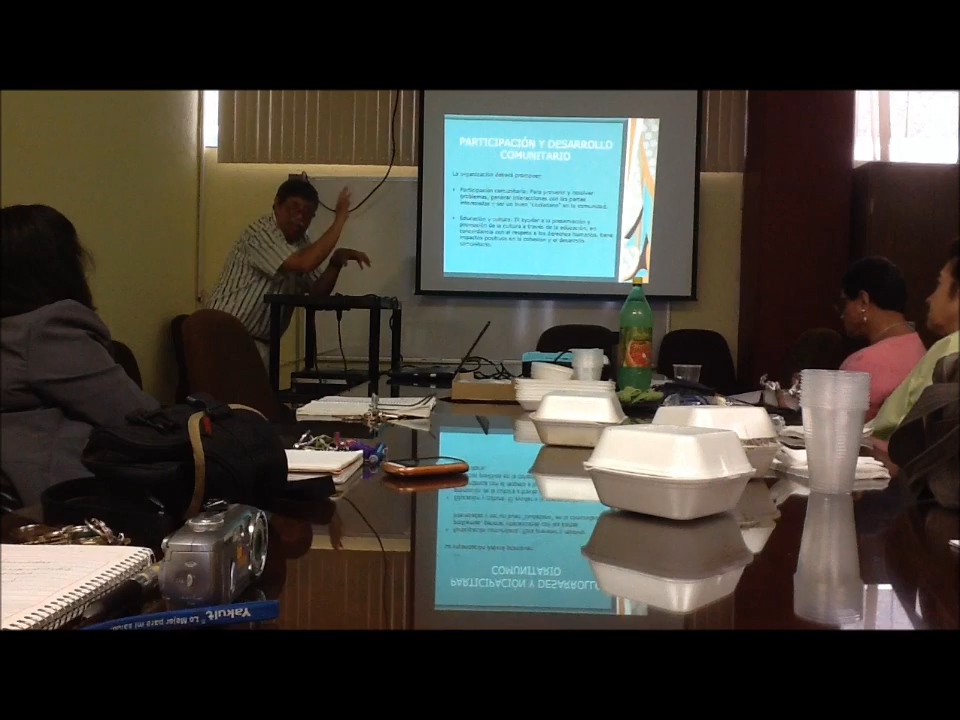 PARTICIPACIÓN Y DESARROLLO
COMUNITARIO
La organización deberá promover:
• Participación comunitaria: Para prevenir y resolver
problemas, generar interacciones con las partes
interesadas y ser un buen "ciudadano" en la comunidad.
• Educación y cultura: El ayudar a la preservación y
promoción de la cultura a través de la educación, en
concordancia con el respeto a los derechos humanos, tiene
impactos positivos en la cohesión y el desarrollo
comunitario.
Yakult® Lo Mejor para mi salud.